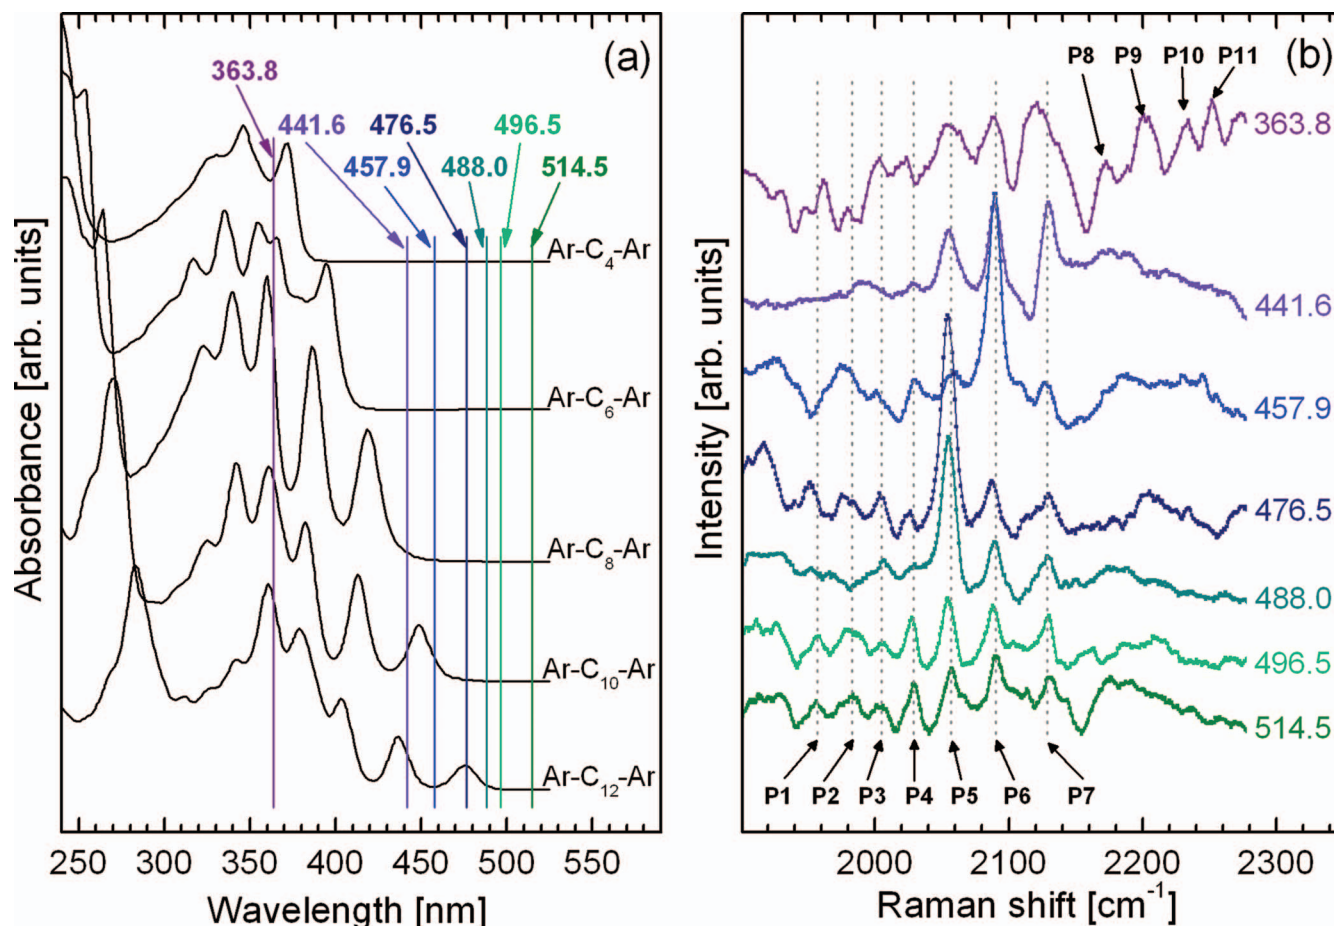 (a)
363.8
441.6 476.5 496.5
457.9 488.0 514.5
Ar-C4-Ar
Ar-C6-Ar
Ar-C8-Ar
Ar-C10-Ar
Ar-C12-Ar
Absorbance [arb. units]
250 300 350 400 450 500 550
Wavelength [nm]
(b)
P8 P9 P10 P11
363.8
441.6
457.9
476.5
488.0
496.5
514.5
P1 P2 P3 P4 P5 P6 P7
Intensity [arb. units]
2000 2100 2200 2300
Raman shift [cm-1]